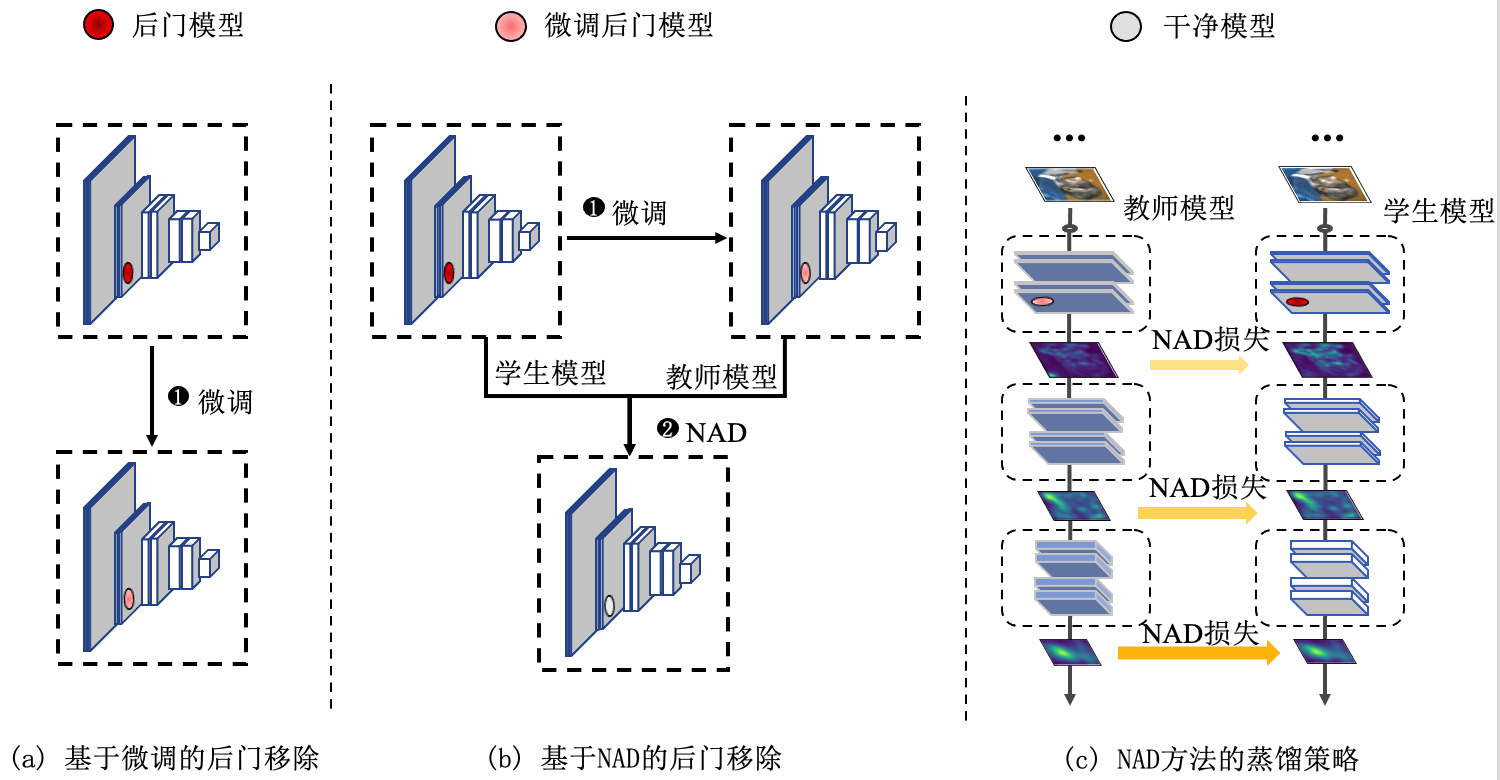 后门模型
微调后门模型
干净模型
❶ 微调
(a) 基于微调的后门移除
❶ 微调
学生模型
教师模型
❷ NAD
(b) 基于NAD的后门移除
•••
•••
教师模型
学生模型
NAD损失
NAD损失
NAD损失
(c) NAD方法的蒸馏策略